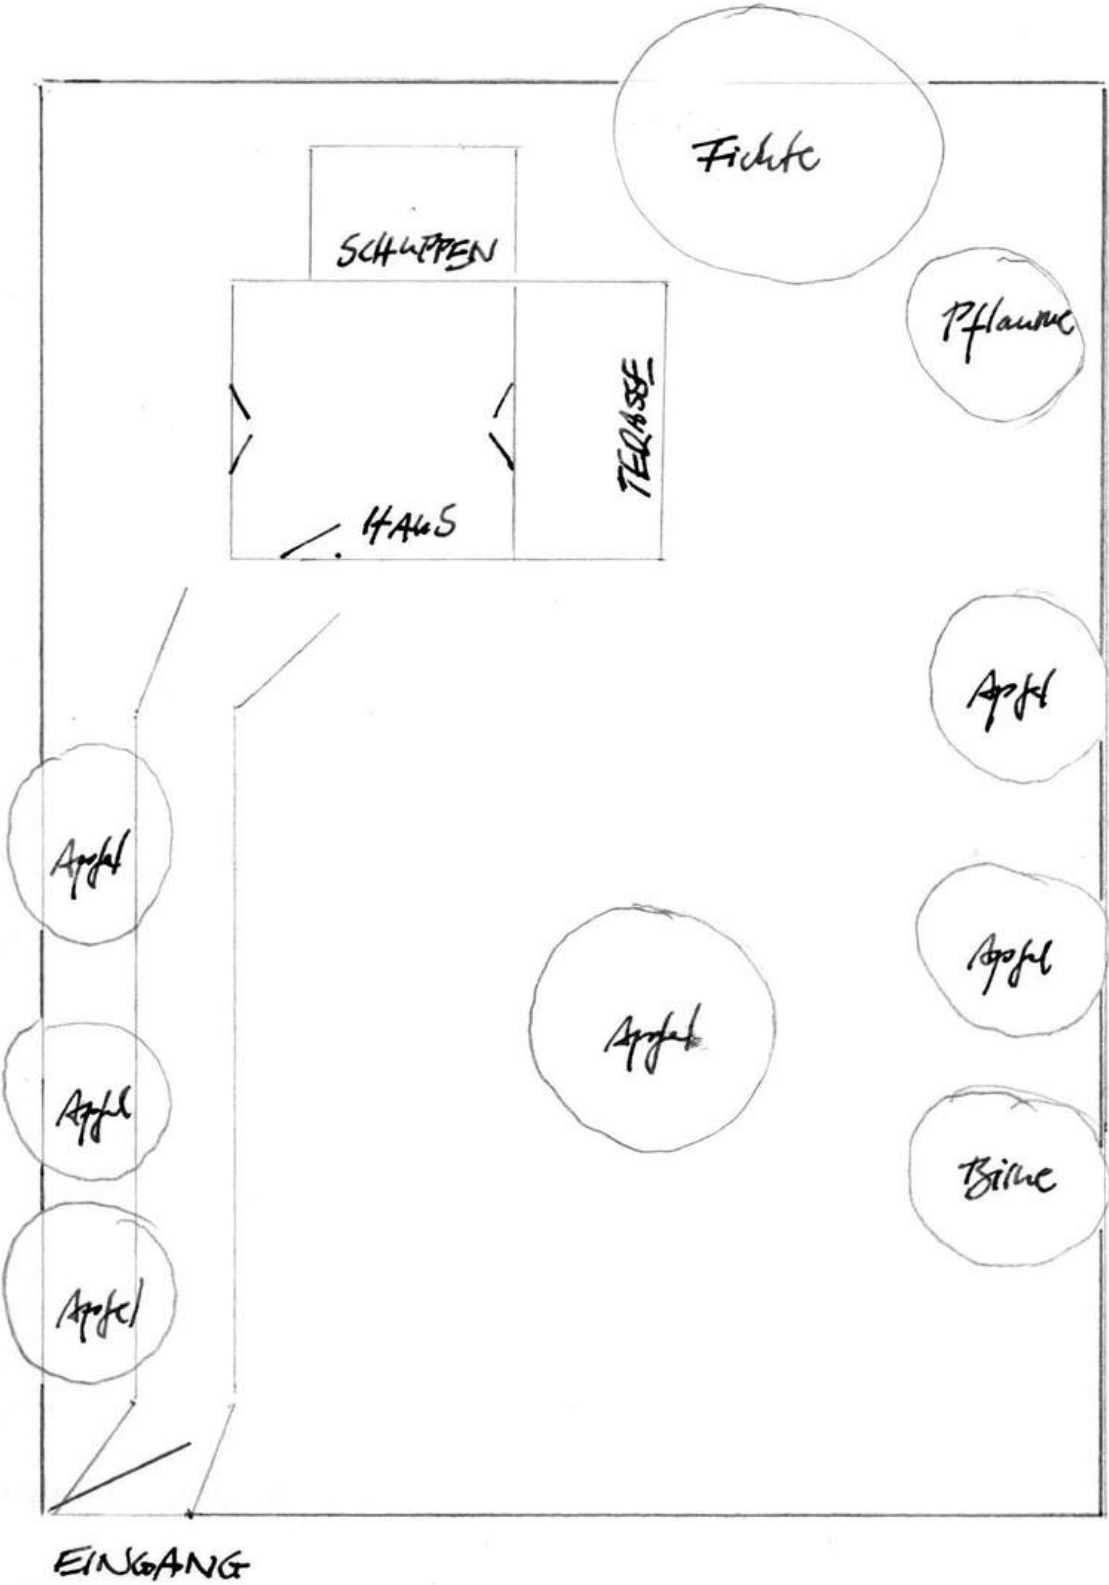 Fichte
SCHUPPEN
Pflaume
TERASSE
HAUS
Apfel
Apfel
Apfel
Apfel
Apfel
Birne
Apfel
EINGANG